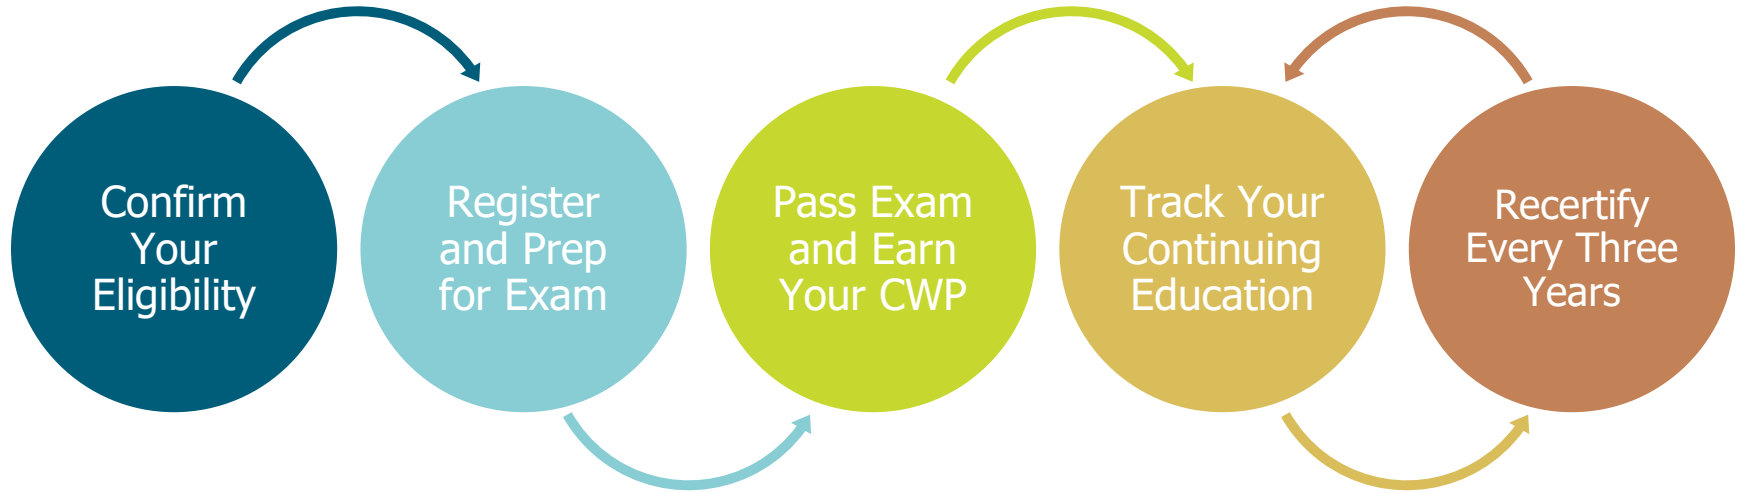 Confirm
Your
Eligibility
Register
and Prep
for Exam
Pass Exam
and Earn
Your CWP
Track Your
Continuing
Education
Recertify
Every Three
Years